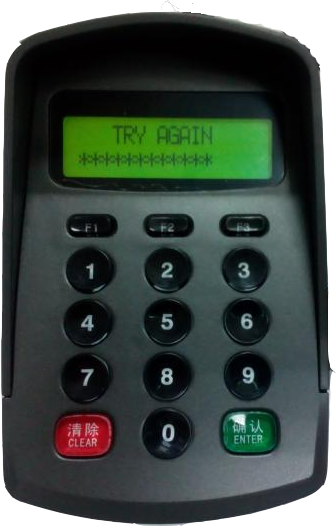 TRY AGAIN
*************
F1 F2 F3
1 2 3
4 5 6
7 8 9
清除 0 确认
CLEAR ENTER